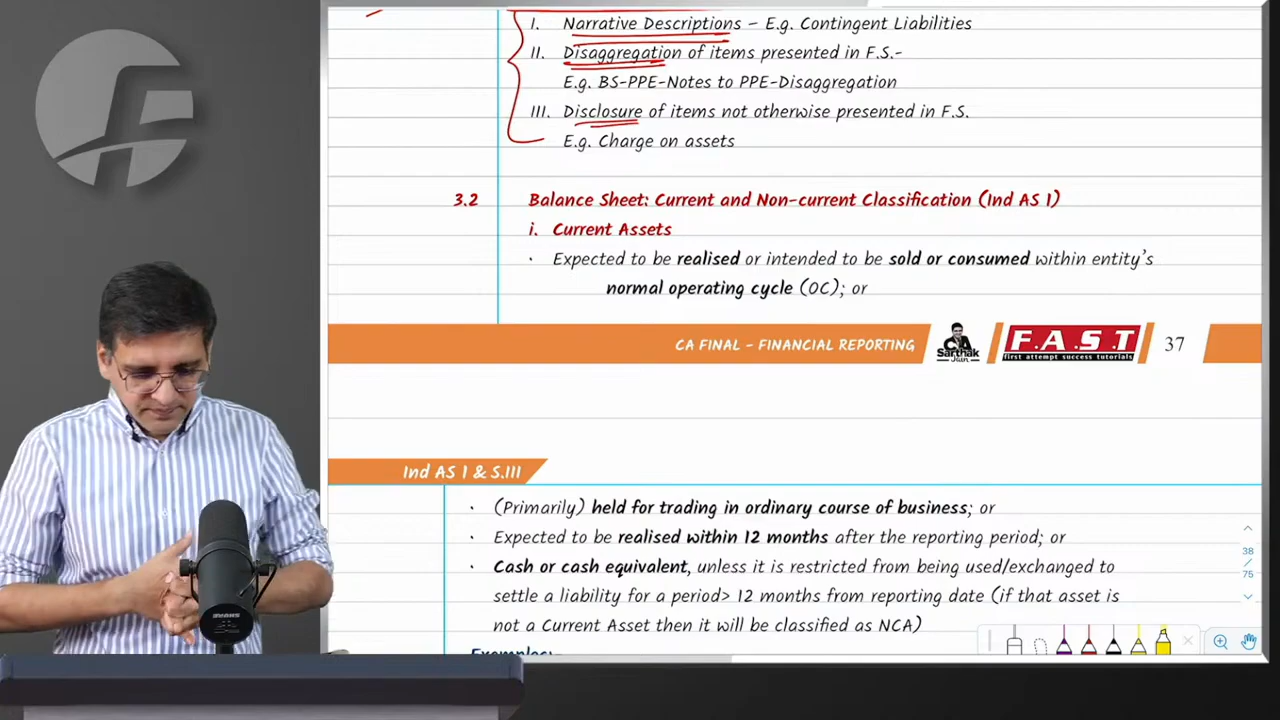 I. Narrative Descriptions – E.g. Contingent Liabilities
II. Disaggregation of items presented in F.S.-
E.g. BS-PPE-Notes to PPE-Disaggregation
III. Disclosure of items not otherwise presented in F.S.
E.g. Charge on assets
3.2 Balance Sheet: Current and Non-current Classification (Ind AS 1)
i. Current Assets
· Expected to be realised or intended to be sold or consumed within entity's
normal operating cycle (OC); or
CA FINAL – FINANCIAL REPORTING
CA Sarthak Jain
F.A.S.T
first attempt success tutorials
37
Ind AS 1 & S.III
· (Primarily) held for trading in ordinary course of business; or
· Expected to be realised within 12 months after the reporting period; or
· Cash or cash equivalent, unless it is restricted from being used/exchanged to
settle a liability for a period> 12 months from reporting date (if that asset is
not a Current Asset then it will be classified as NCA)
Examples:
38
75